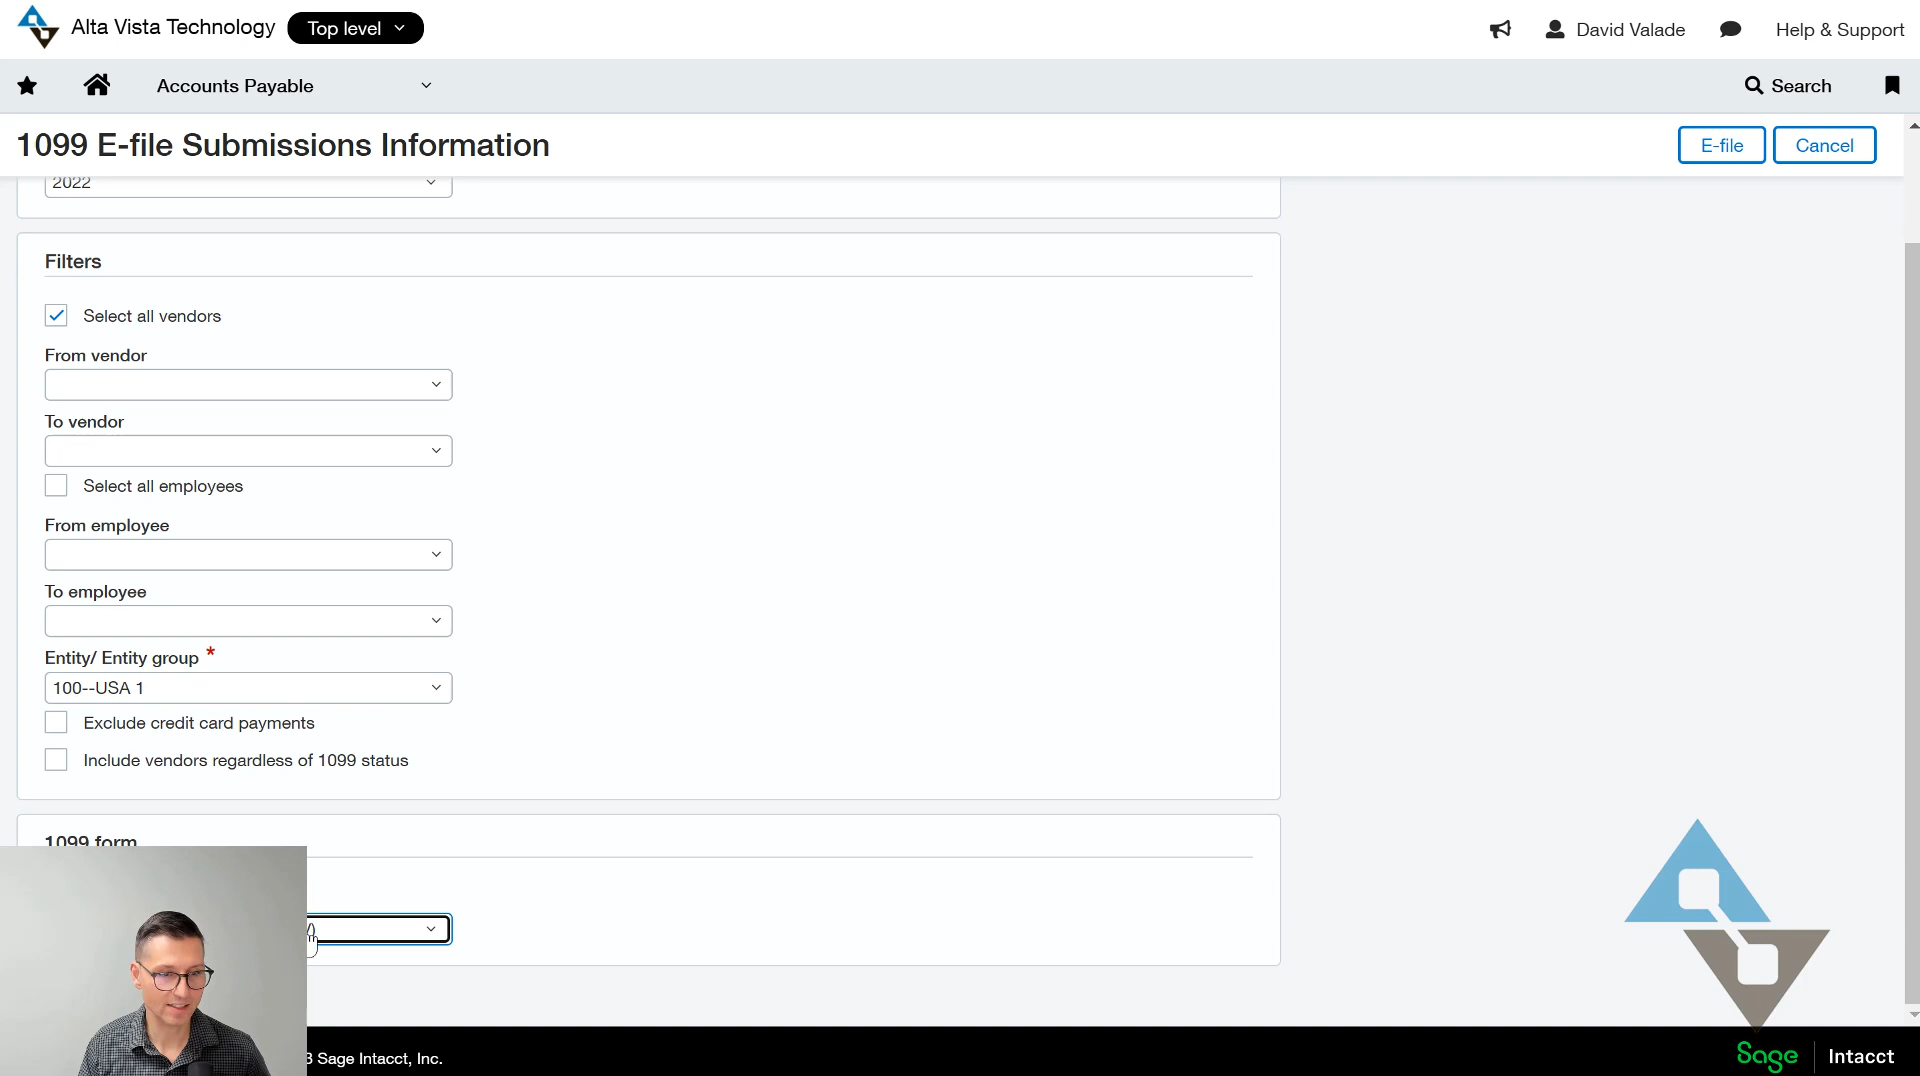 Alta Vista Technology
Top level
David Valade
Help & Support
Accounts Payable
Search
1099 E-file Submissions Information
E-file
Cancel
2022
Filters
Select all vendors
From vendor
To vendor
Select all employees
From employee
To employee
Entity/ Entity group *
100--USA 1
Exclude credit card payments
Include vendors regardless of 1099 status
1099 form
3 Sage Intacct, Inc.
Sage
Intacct